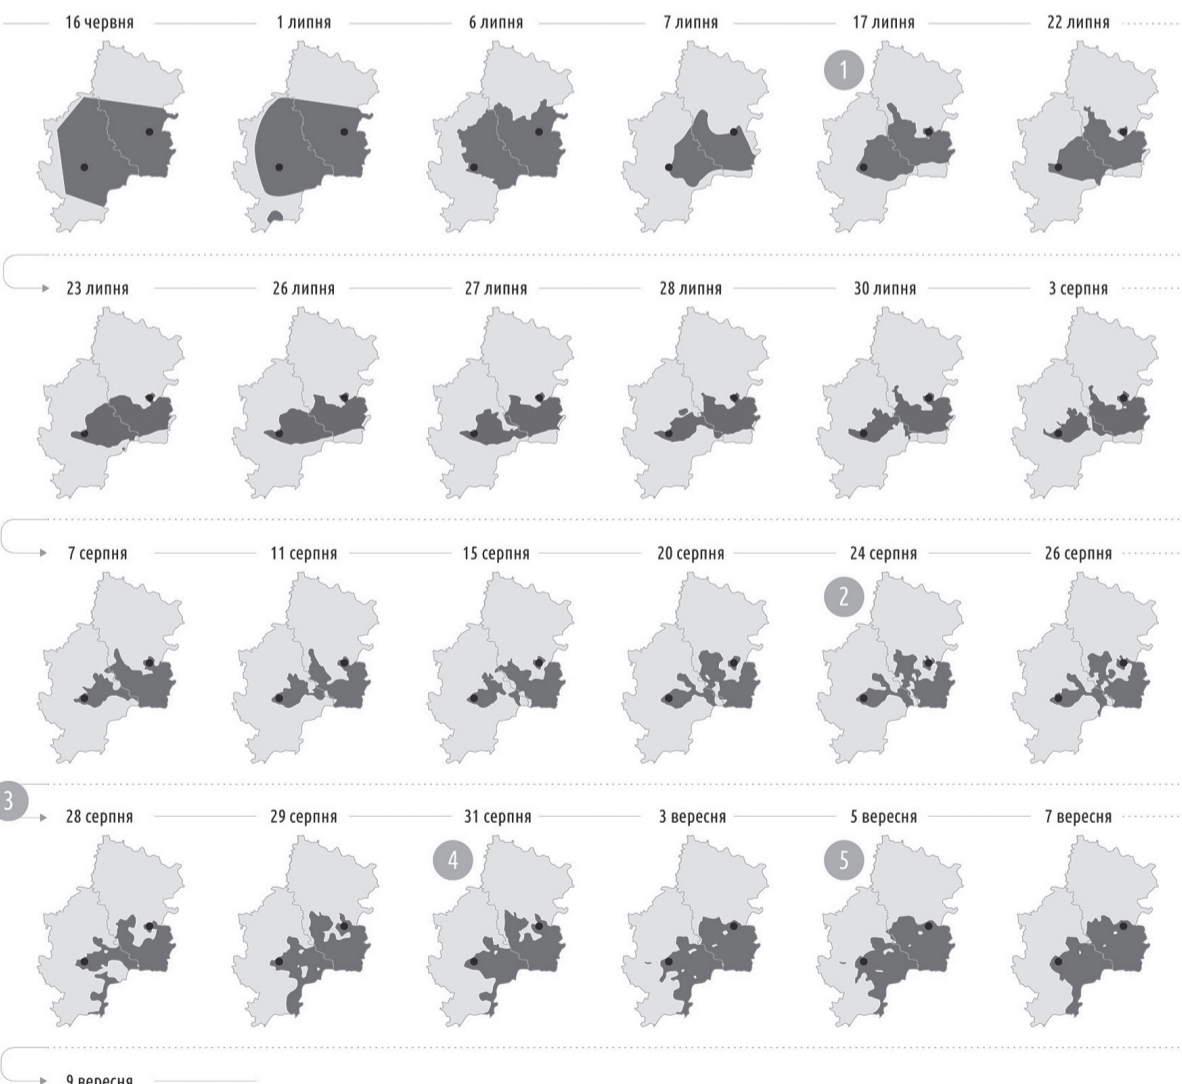 16 червня 1 липня 6 липня 7 липня 17 липня 22 липня
1
23 липня 26 липня 27 липня 28 липня 30 липня 3 серпня
7 серпня 11 серпня 15 серпня 20 серпня 24 серпня 26 серпня
2
3
28 серпня 29 серпня 31 серпня 3 вересня 5 вересня 7 вересня
4 5
9 вересня